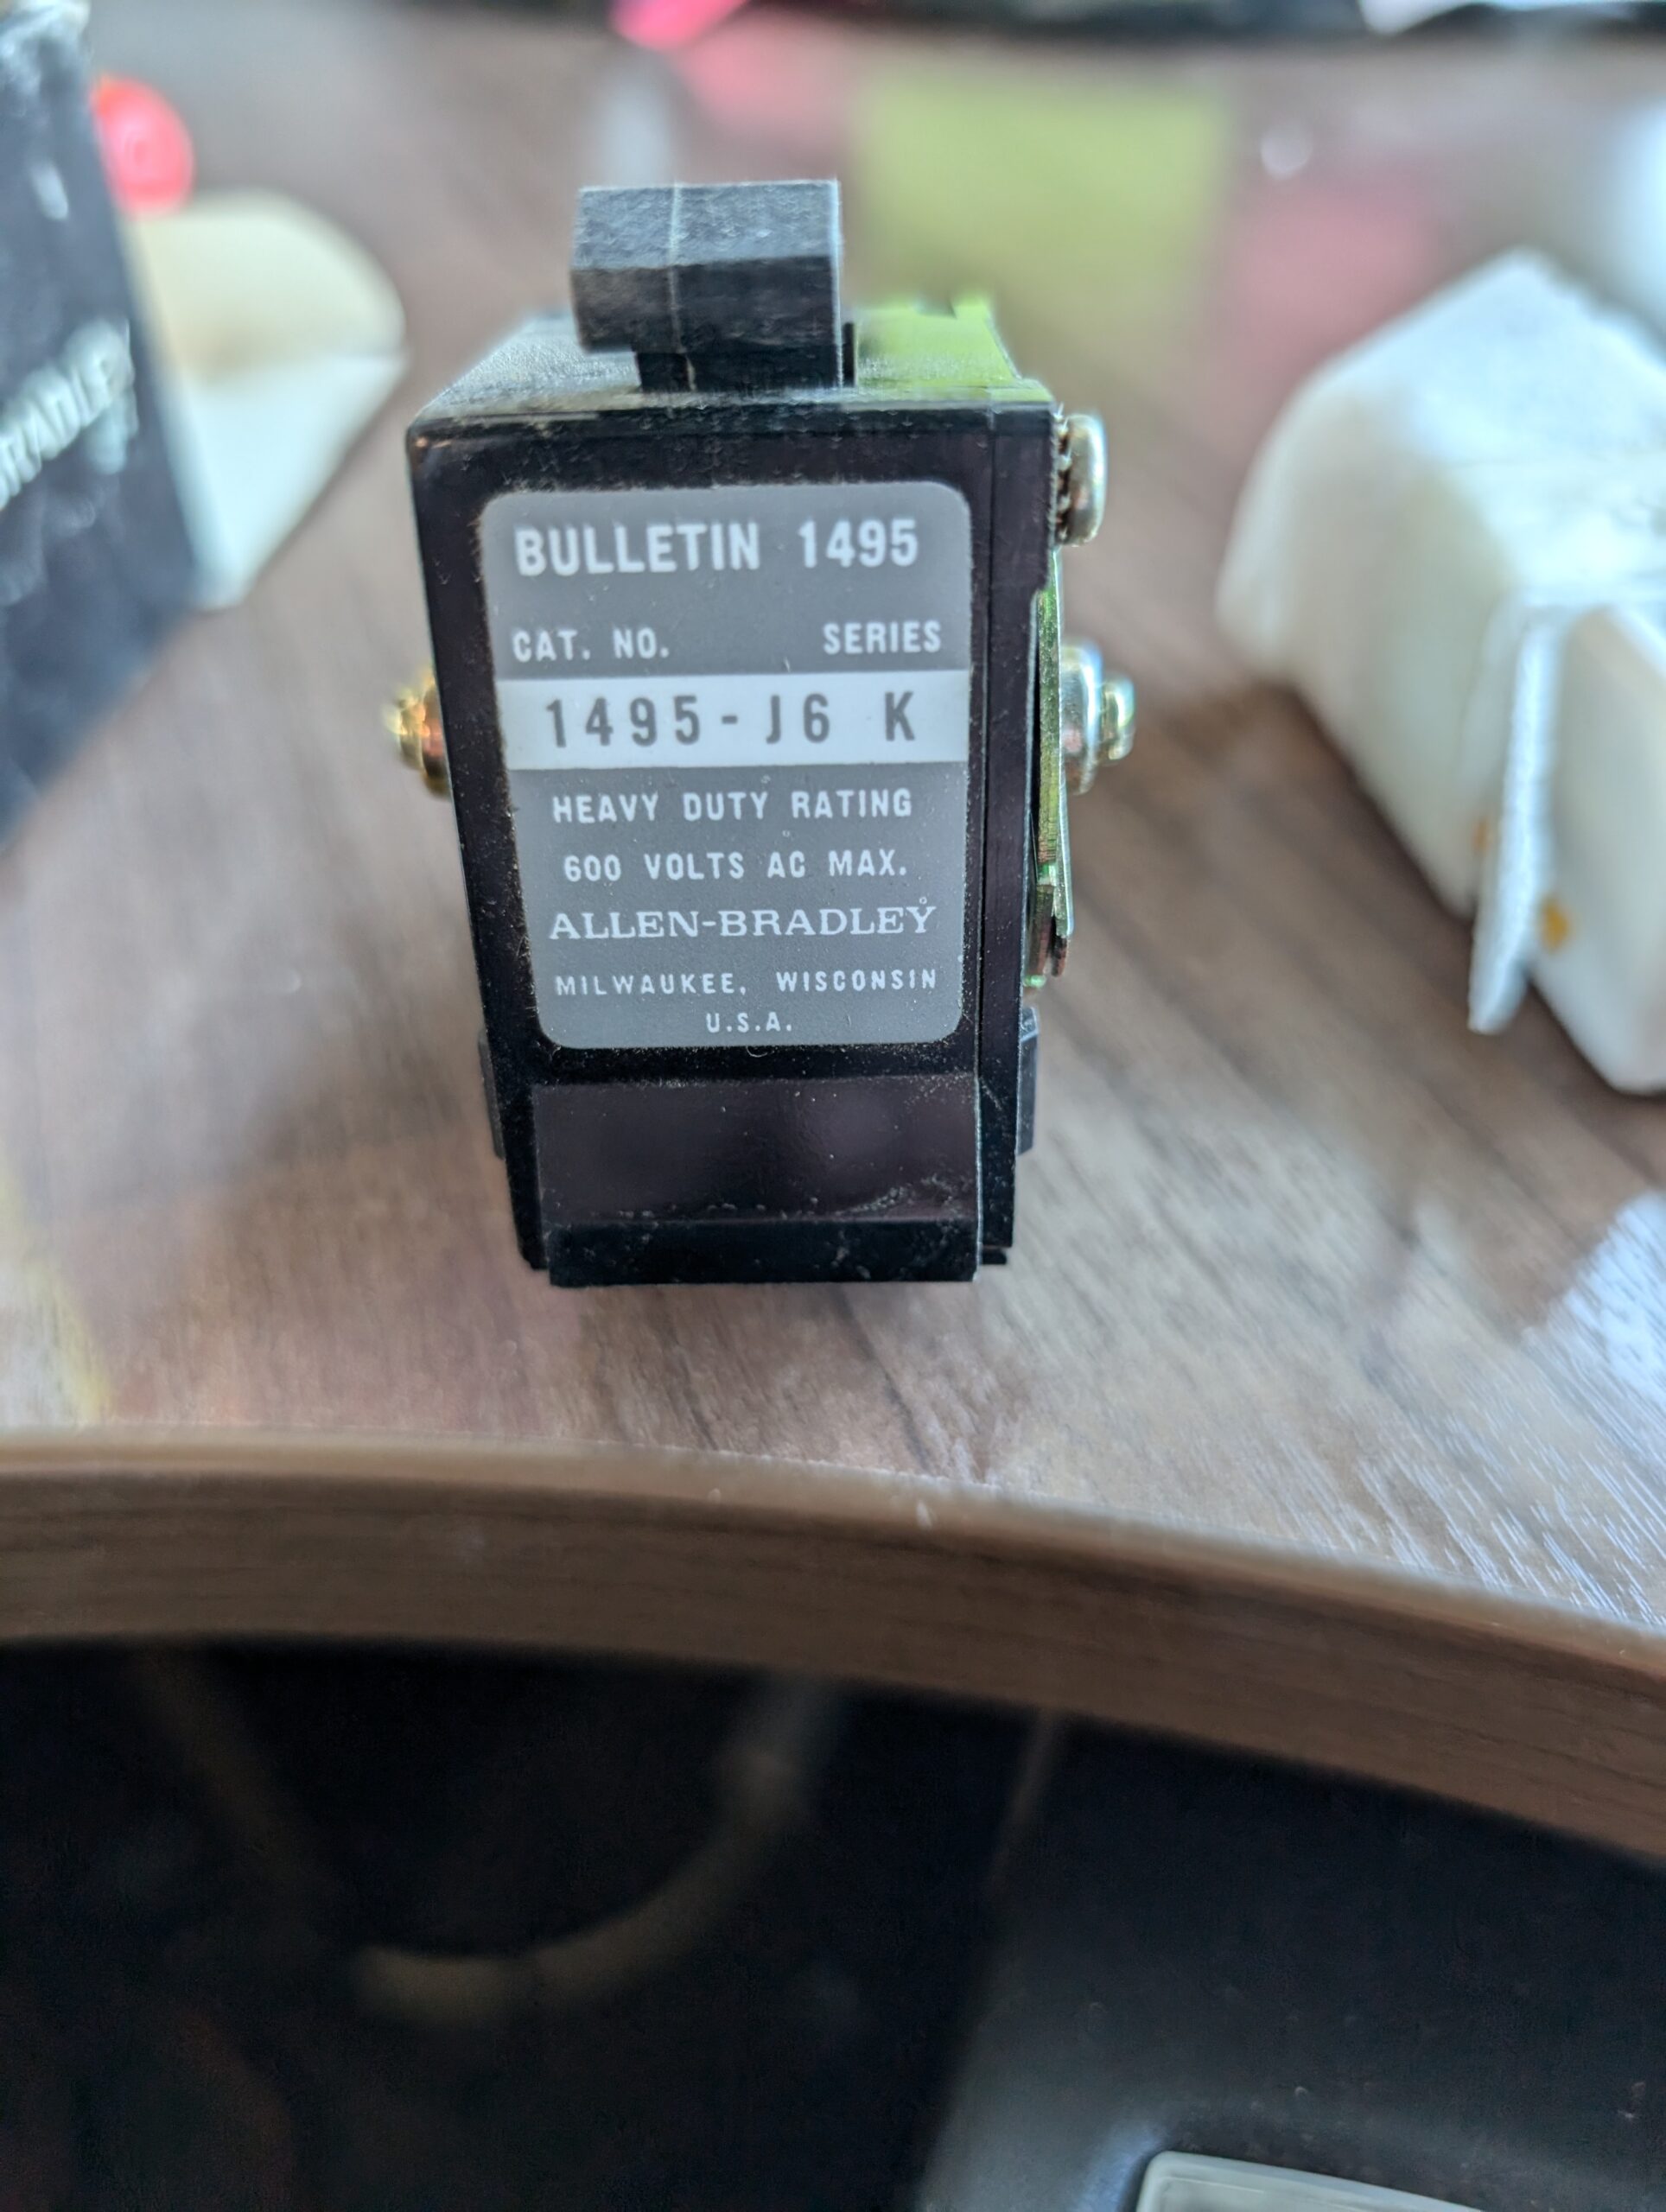 BULLETIN 1495
CAT. NO. SERIES
1495-J6 K
HEAVY DUTY RATING
600 VOLTS AC MAX.
ALLEN-BRADLEY
MILWAUKEE, WISCONSIN
U.S.A.